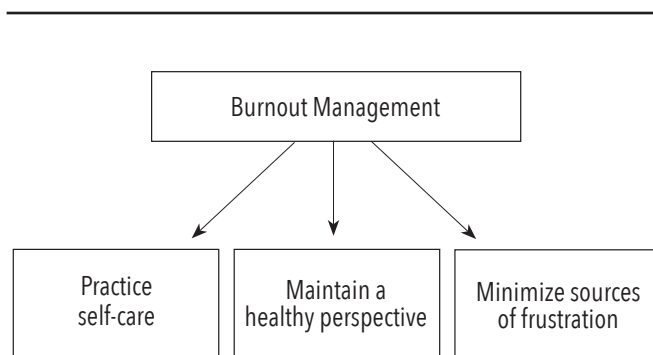 Burnout Management
Practice
self-care
Maintain a
healthy perspective
Minimize sources
of frustration